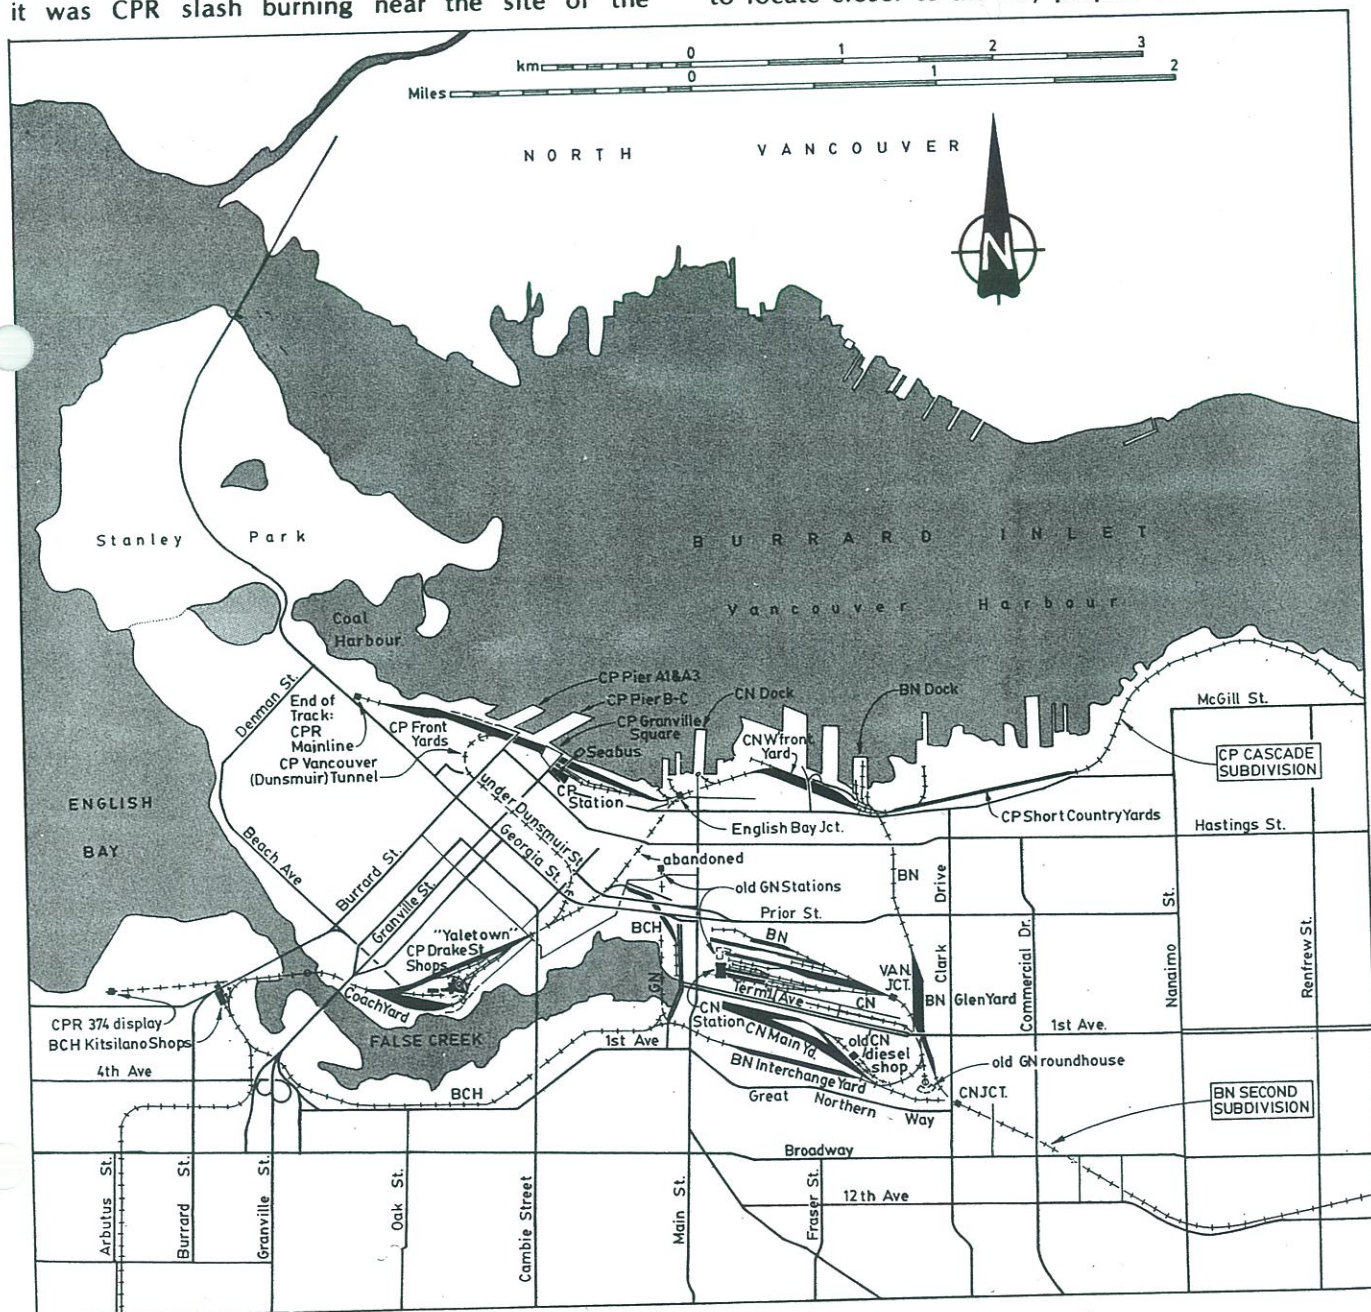 it was CPR slash burning near the site of the
km 0 1 2 3
Miles 0 1 2
NORTH VANCOUVER
N
Stanley Park
BURRARD INLET
Vancouver Harbour
Coal
Harbour
CP Pier A1&A3
CP Pier B-C
CN Dock
BN Dock
CP Granville
Square
Seabus
CN W'front
Yard
McGill St.
CP CASCADE
SUBDIVISION
Denman St.
End of
Track:
CPR
Mainline
CP Front
Yards
CP Vancouver
(Dunsmuir) Tunnel
CP
Station
under Dunsmuir St.
Georgia St.
English Bay Jct.
CP Short Country Yards
Hastings St.
ENGLISH
BAY
Beach Ave
Burrard St.
Granville St.
abandoned
old GN Stations
BN
Drive
Prior St.
St.
"Yaletown"
CP Drake St.
Shops
BCH
GN
BN
VAN.
JCT.
Clark
Commercial Dr.
Nanaimo
Renfrew St.
Coach Yard
Term'l Ave
CN
BN
Glen Yard
CPR 374 display
BCH Kitsilano Shops
FALSE CREEK
CN
Station
CN Main Yd.
old CN
diesel
shop
1st Ave.
1st Ave
4th Ave
BCH
BN Interchange Yard
old GN roundhouse
Great Northern Way
CN JCT.
BN SECOND
SUBDIVISION
Broadway
12th Ave
Arbutus St.
Burrard St.
Granville St.
Oak St.
Cambie Street
Main St.
Fraser St.